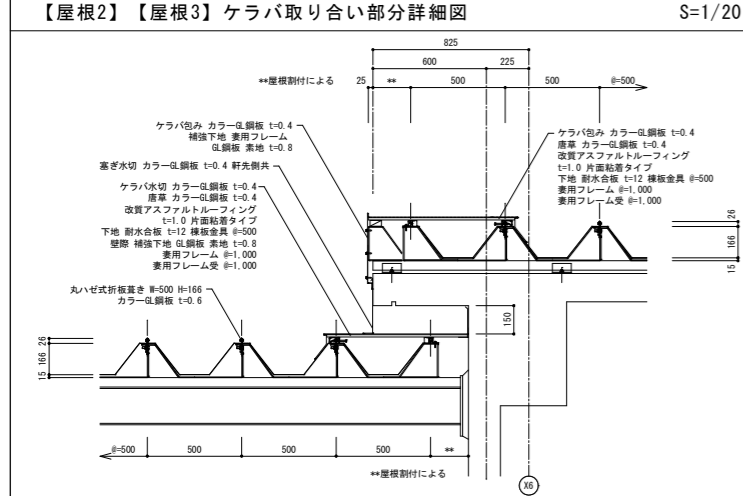 【屋根2】【屋根3】ケラバ取り合い部分詳細図
S=1/20
825
600
225
**屋根割付による
25
**
500
500
@=500
ケラバ包み カラーGL鋼板 t=0.4
補強下地 妻用フレーム
GL鋼板 素地 t=0.8
塞ぎ水切 カラーGL鋼板 t=0.4 軒先側共
ケラバ水切 カラーGL鋼板 t=0.4
唐草 カラーGL鋼板 t=0.4
改質アスファルトルーフィング
t=1.0 片面粘着タイプ
下地 耐水合板 t=12 棟板金具 @=500
壁際 補強下地 GL鋼板 素地 t=0.8
妻用フレーム @=1,000
妻用フレーム受 @=1,000
丸ハゼ式折板葺き W=500 H=166
カラーGL鋼板 t=0.6
ケラバ包み カラーGL鋼板 t=0.4
唐草 カラーGL鋼板 t=0.4
改質アスファルトルーフィング
t=1.0 片面粘着タイプ
下地 耐水合板 t=12 棟板金具 @=500
妻用フレーム @=1,000
妻用フレーム受 @=1,000
26
166
15
150
26
166
15
@=500
500
500
500
**
**屋根割付による
X6